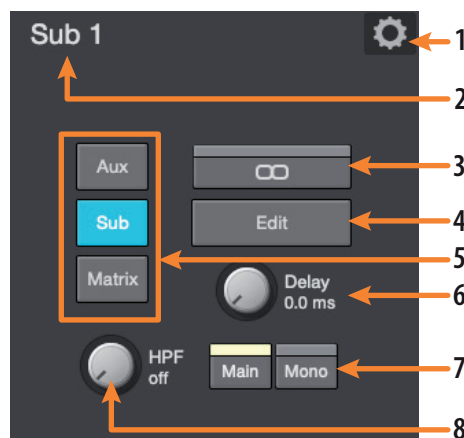 Sub 1
1
2
Aux
3
Sub
Edit
4
5
Matrix
Delay
0.0 ms
6
HPF
off
Main
Mono
7
8